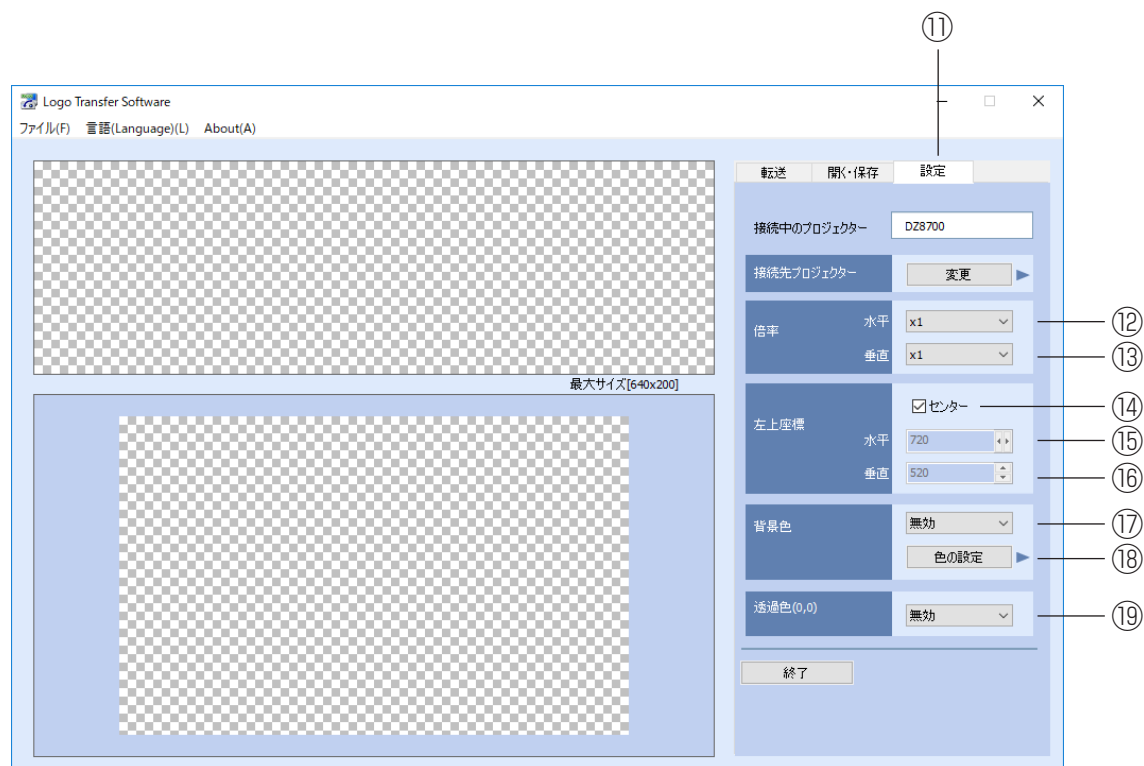 ⑪
Logo Transfer Software
ファイル(F) 言語(Language)(L) About(A)
転送 開く・保存 設定
接続中のプロジェクター DZ8700
接続先プロジェクター 変更
倍率 水平 x1 ⑫
垂直 x1 ⑬
最大サイズ[640x200]
センター ⑭
左上座標
水平 720 ⑮
垂直 520 ⑯
背景色 無効 ⑰
色の設定 ⑱
透過色(0,0) 無効 ⑲
終了